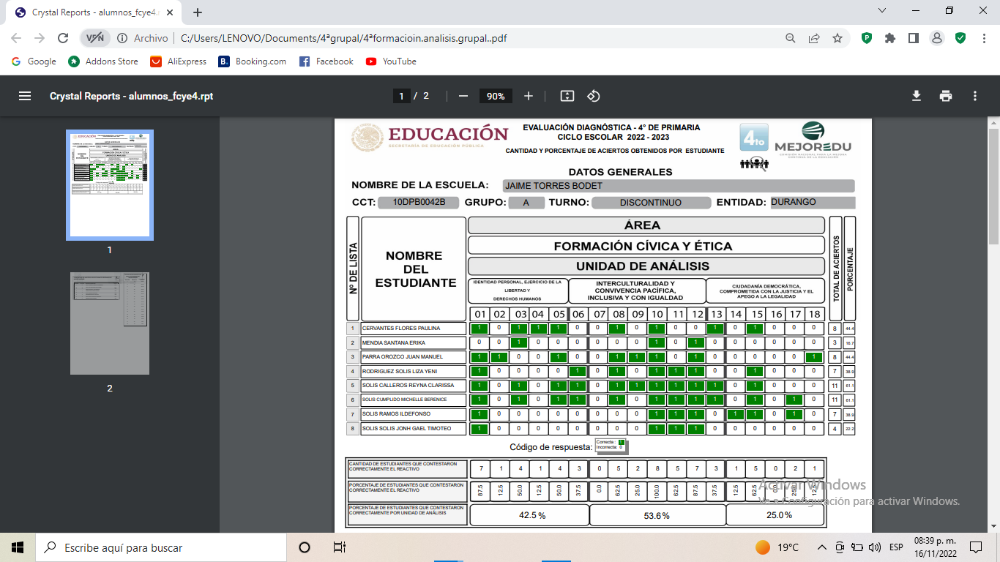 Crystal Reports - alumnos_fcye4.r
VPN Archivo C:/Users/LENOVO/Documents/4ªgrupal/4ªformacioin.analisis.grupal..pdf
Google Addons Store AliExpress Booking.com Facebook YouTube
Crystal Reports - alumnos_fcye4.rpt
1 / 2
90%
1
2
EDUCACIÓN
SECRETARÍA DE EDUCACIÓN PÚBLICA
EVALUACIÓN DIAGNÓSTICA - 4° DE PRIMARIA
CICLO ESCOLAR 2022 - 2023
CANTIDAD Y PORCENTAJE DE ACIERTOS OBTENIDOS POR ESTUDIANTE
4to
MEJOREDU
COMISIÓN NACIONAL PARA LA MEJORA
CONTINUA DE LA EDUCACIÓN
DATOS GENERALES
NOMBRE DE LA ESCUELA: JAIME TORRES BODET
CCT: 10DPB0042B GRUPO: A TURNO: DISCONTINUO ENTIDAD: DURANGO
Nº DE LISTA
NOMBRE
DEL
ESTUDIANTE
ÁREA
FORMACIÓN CÍVICA Y ÉTICA
UNIDAD DE ANÁLISIS
IDENTIDAD PERSONAL, EJERCICIO DE LA
LIBERTAD Y
DERECHOS HUMANOS
INTERCULTURALIDAD Y
CONVIVENCIA PACÍFICA,
INCLUSIVA Y CON IGUALDAD
CIUDADANÍA DEMOCRÁTICA,
COMPROMETIDA CON LA JUSTICIA Y EL
APEGO A LA LEGALIDAD
TOTAL DE ACIERTOS
PORCENTAJE
01 02 03 04 05 06 07 08 09 10 11 12 13 14 15 16 17 18
1 CERVANTES FLORES PAULINA 1 0 1 1 1 0 0 1 0 1 0 0 1 0 1 0 0 0 8 44.4
2 MENDIA SANTANA ERIKA 0 0 1 0 0 0 0 0 0 1 0 1 0 0 0 0 0 0 3 16.7
3 PARRA OROZCO JUAN MANUEL 1 1 0 0 1 0 0 1 1 1 0 1 0 0 0 0 0 1 8 44.4
4 RODRIGUEZ SOLIS LIZA YENI 1 0 0 0 0 1 0 1 0 1 1 1 0 0 1 0 0 0 7 38.9
5 SOLIS CALLEROS REYNA CLARISSA 1 0 1 0 1 1 0 1 1 1 1 1 1 0 1 0 0 0 11 61.1
6 SOLIS CUMPLIDO MICHELLE BERENICE 1 0 1 0 1 1 0 1 0 1 1 1 1 0 1 0 1 0 11 61.1
7 SOLIS RAMOS ILDEFONSO 1 0 0 0 0 0 0 0 0 1 1 1 0 1 1 0 1 0 7 38.9
8 SOLIS SOLIS JONH GAEL TIMOTEO 1 0 0 0 0 0 0 0 0 1 1 1 0 0 0 0 0 0 4 22.2
Código de respuesta: Correcta : 1
Incorrecta: 0
CANTIDAD DE ESTUDIANTES QUE CONTESTARON
CORRECTAMENTE EL REACTIVO
7 1 4 1 4 3 0 5 2 8 5 7 3 1 5 0 2 1
PORCENTAJE DE ESTUDIANTES QUE CONTESTARON
CORRECTAMENTE EL REACTIVO
87.5 12.5 50.0 12.5 50.0 37.5 0.0 62.5 25.0 100.0 62.5 87.5 37.5 12.5 62.5 0.0 25.0 12.5
PORCENTAJE DE ESTUDIANTES QUE CONTESTARON
CORRECTAMENTE POR UNIDAD DE ANÁLISIS
42.5 % 53.6 % 25.0 %
Activar Windows
Ve a Configuración para activar Windows.
Escribe aquí para buscar
19°C
ESP
08:39 p. m.
16/11/2022